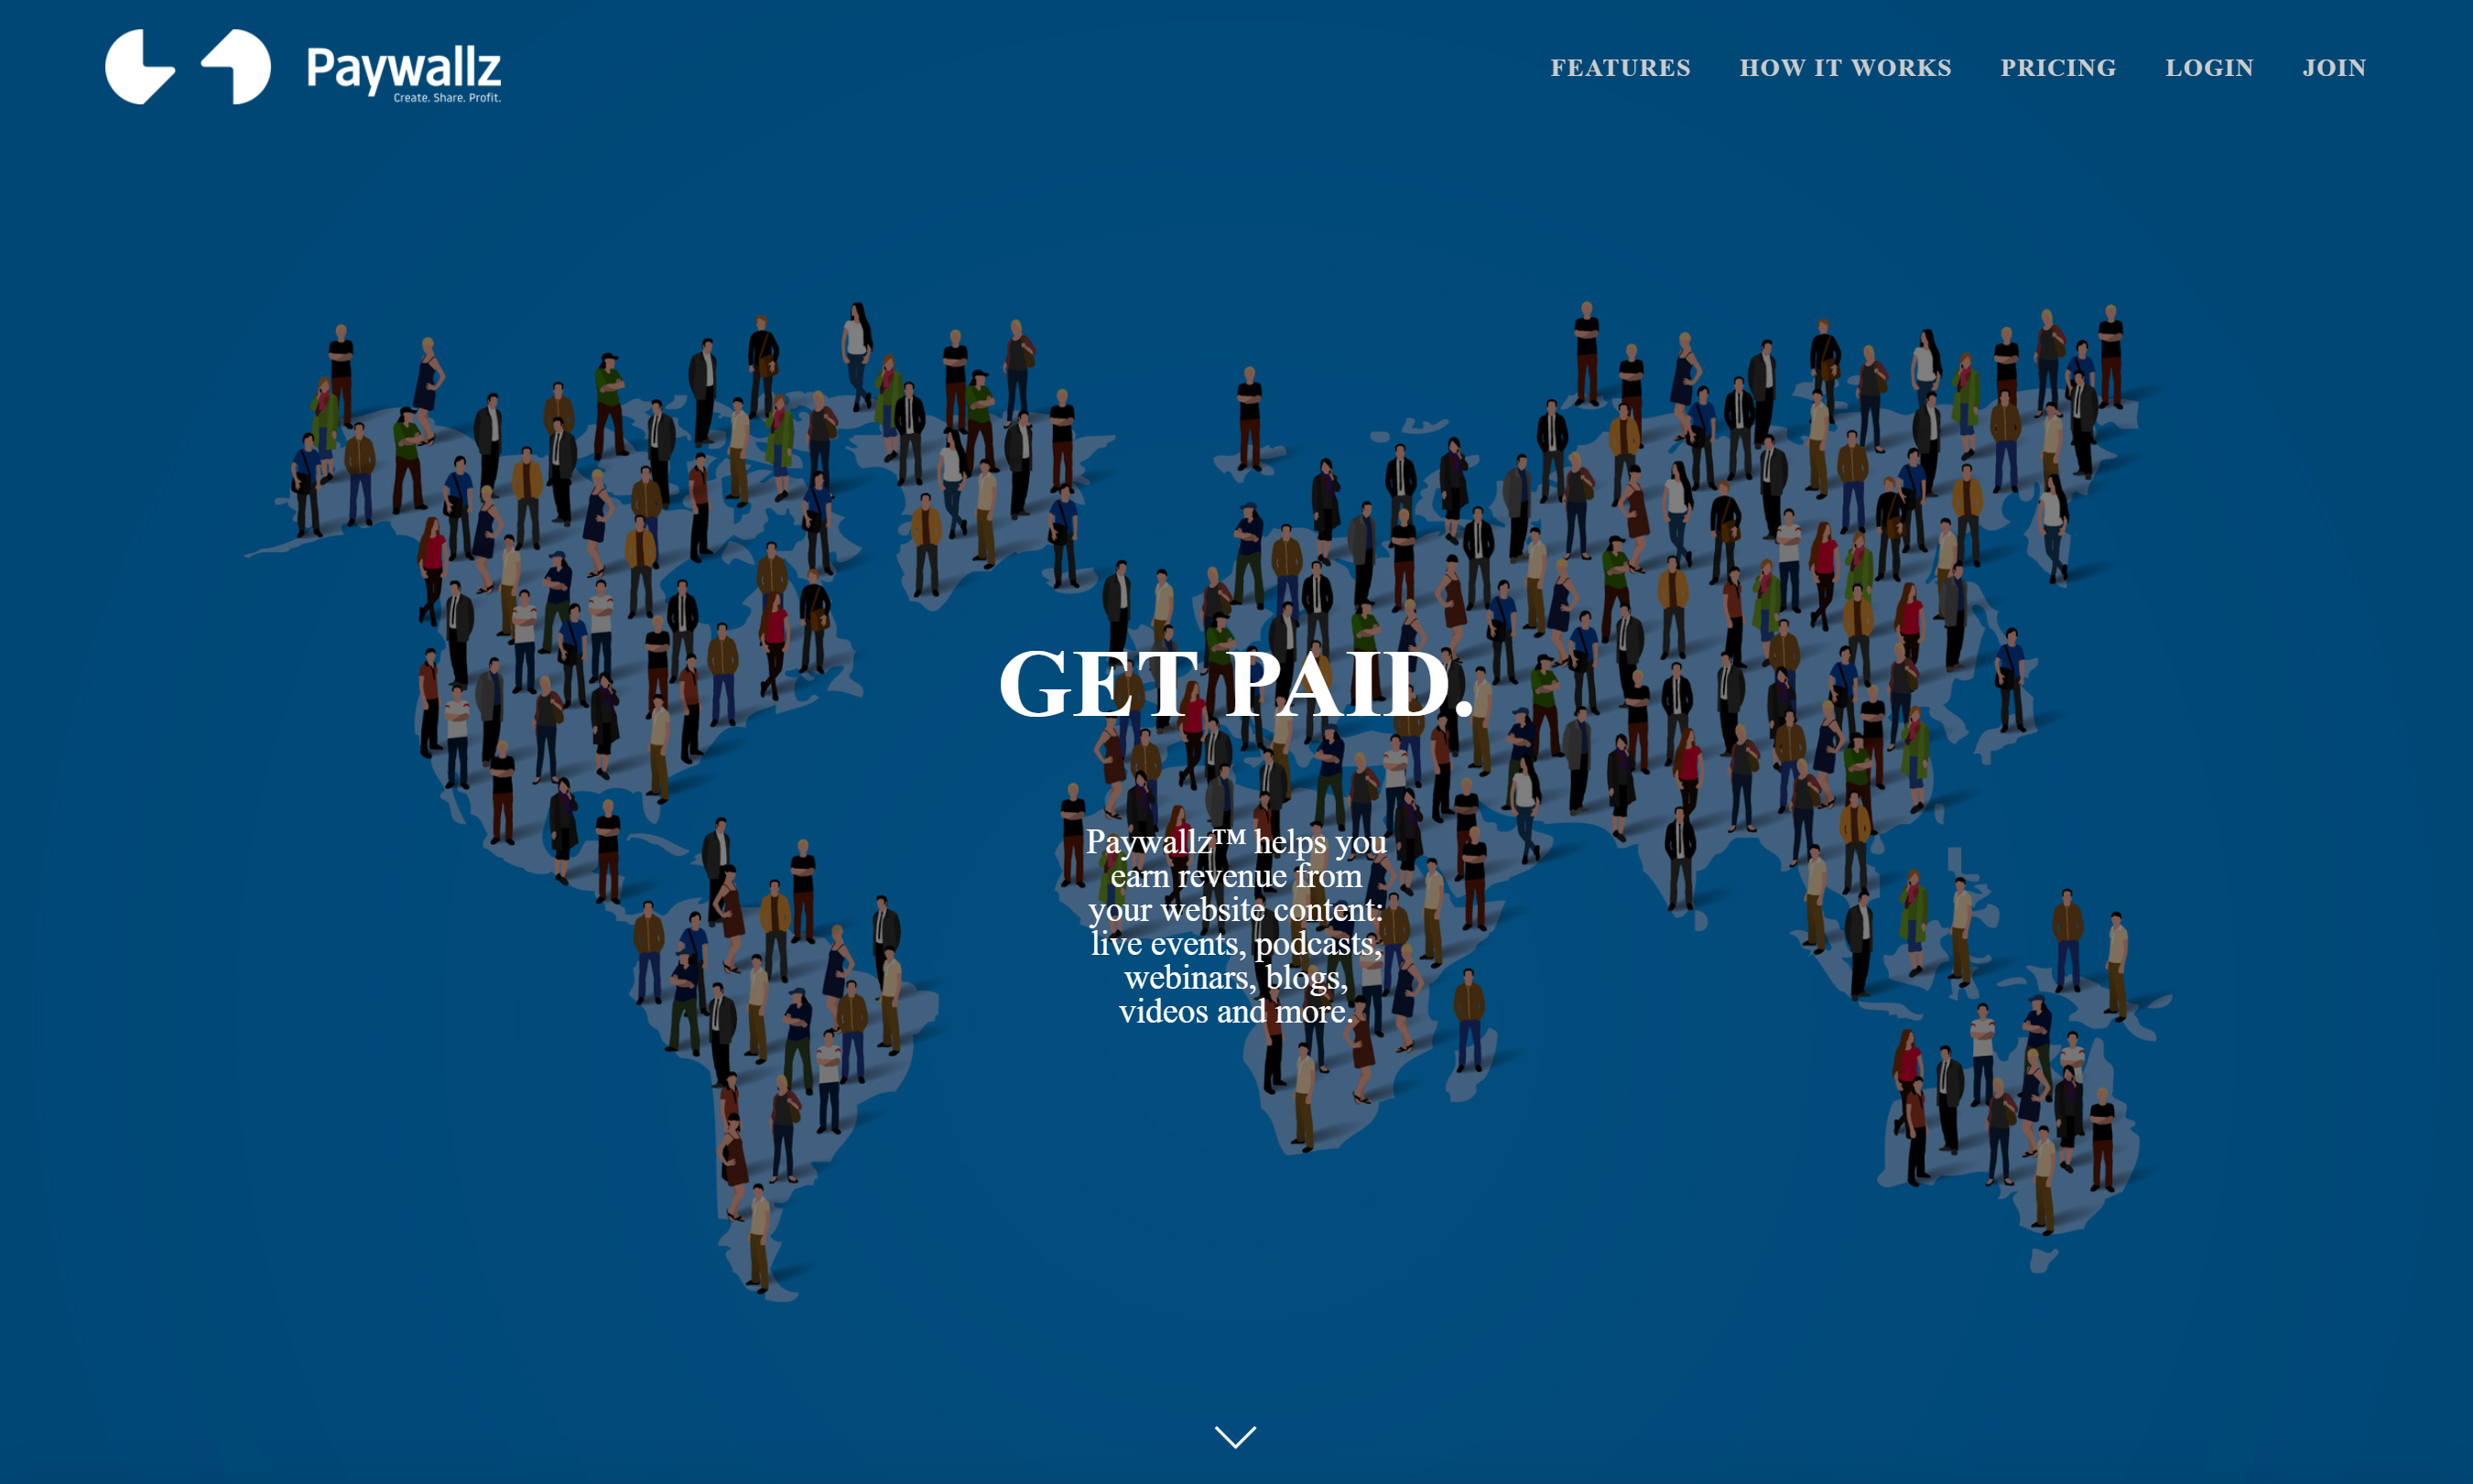 Paywallz
Create. Share. Profit.
FEATURES HOW IT WORKS PRICING LOGIN JOIN
GET PAID.
Paywallz™ helps you
earn revenue from
your website content:
live events, podcasts,
webinars, blogs,
videos and more.